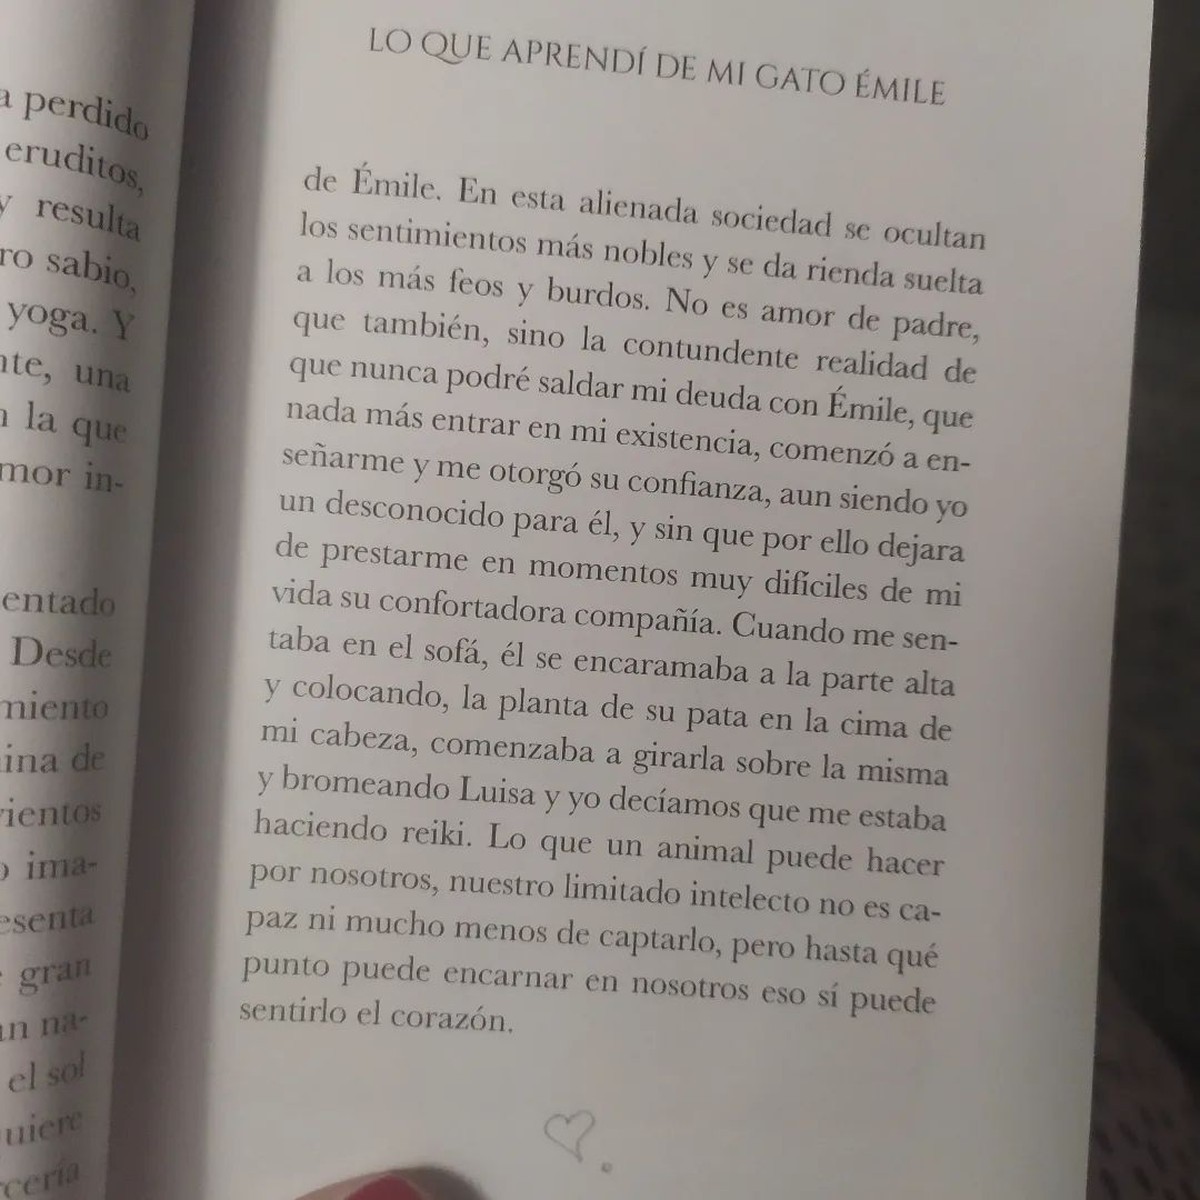 a perdido
eruditos,
y resulta
ro sabio,
yoga. Y
nte, una
n la que
mor in-
entado
Desde
miento
ina de
ientos
o ima-
esenta
e gran
an na-
el sol
uiere
rcería
LO QUE APRENDÍ DE MI GATO ÉMILE
de Émile. En esta alienada sociedad se ocultan
los sentimientos más nobles y se da rienda suelta
a los más feos y burdos. No es amor de padre,
que también, sino la contundente realidad de
que nunca podré saldar mi deuda con Émile, que
nada más entrar en mi existencia, comenzó a en-
señarme y me otorgó su confianza, aun siendo yo
un desconocido para él, y sin que por ello dejara
de prestarme en momentos muy difíciles de mi
vida su confortadora compañía. Cuando me sen-
taba en el sofá, él se encaramaba a la parte alta
y colocando, la planta de su pata en la cima de
mi cabeza, comenzaba a girarla sobre la misma
y bromeando Luisa y yo decíamos que me estaba
haciendo reiki. Lo que un animal puede hacer
por nosotros, nuestro limitado intelecto no es ca-
paz ni mucho menos de captarlo, pero hasta qué
punto puede encarnar en nosotros eso sí puede
sentirlo el corazón.